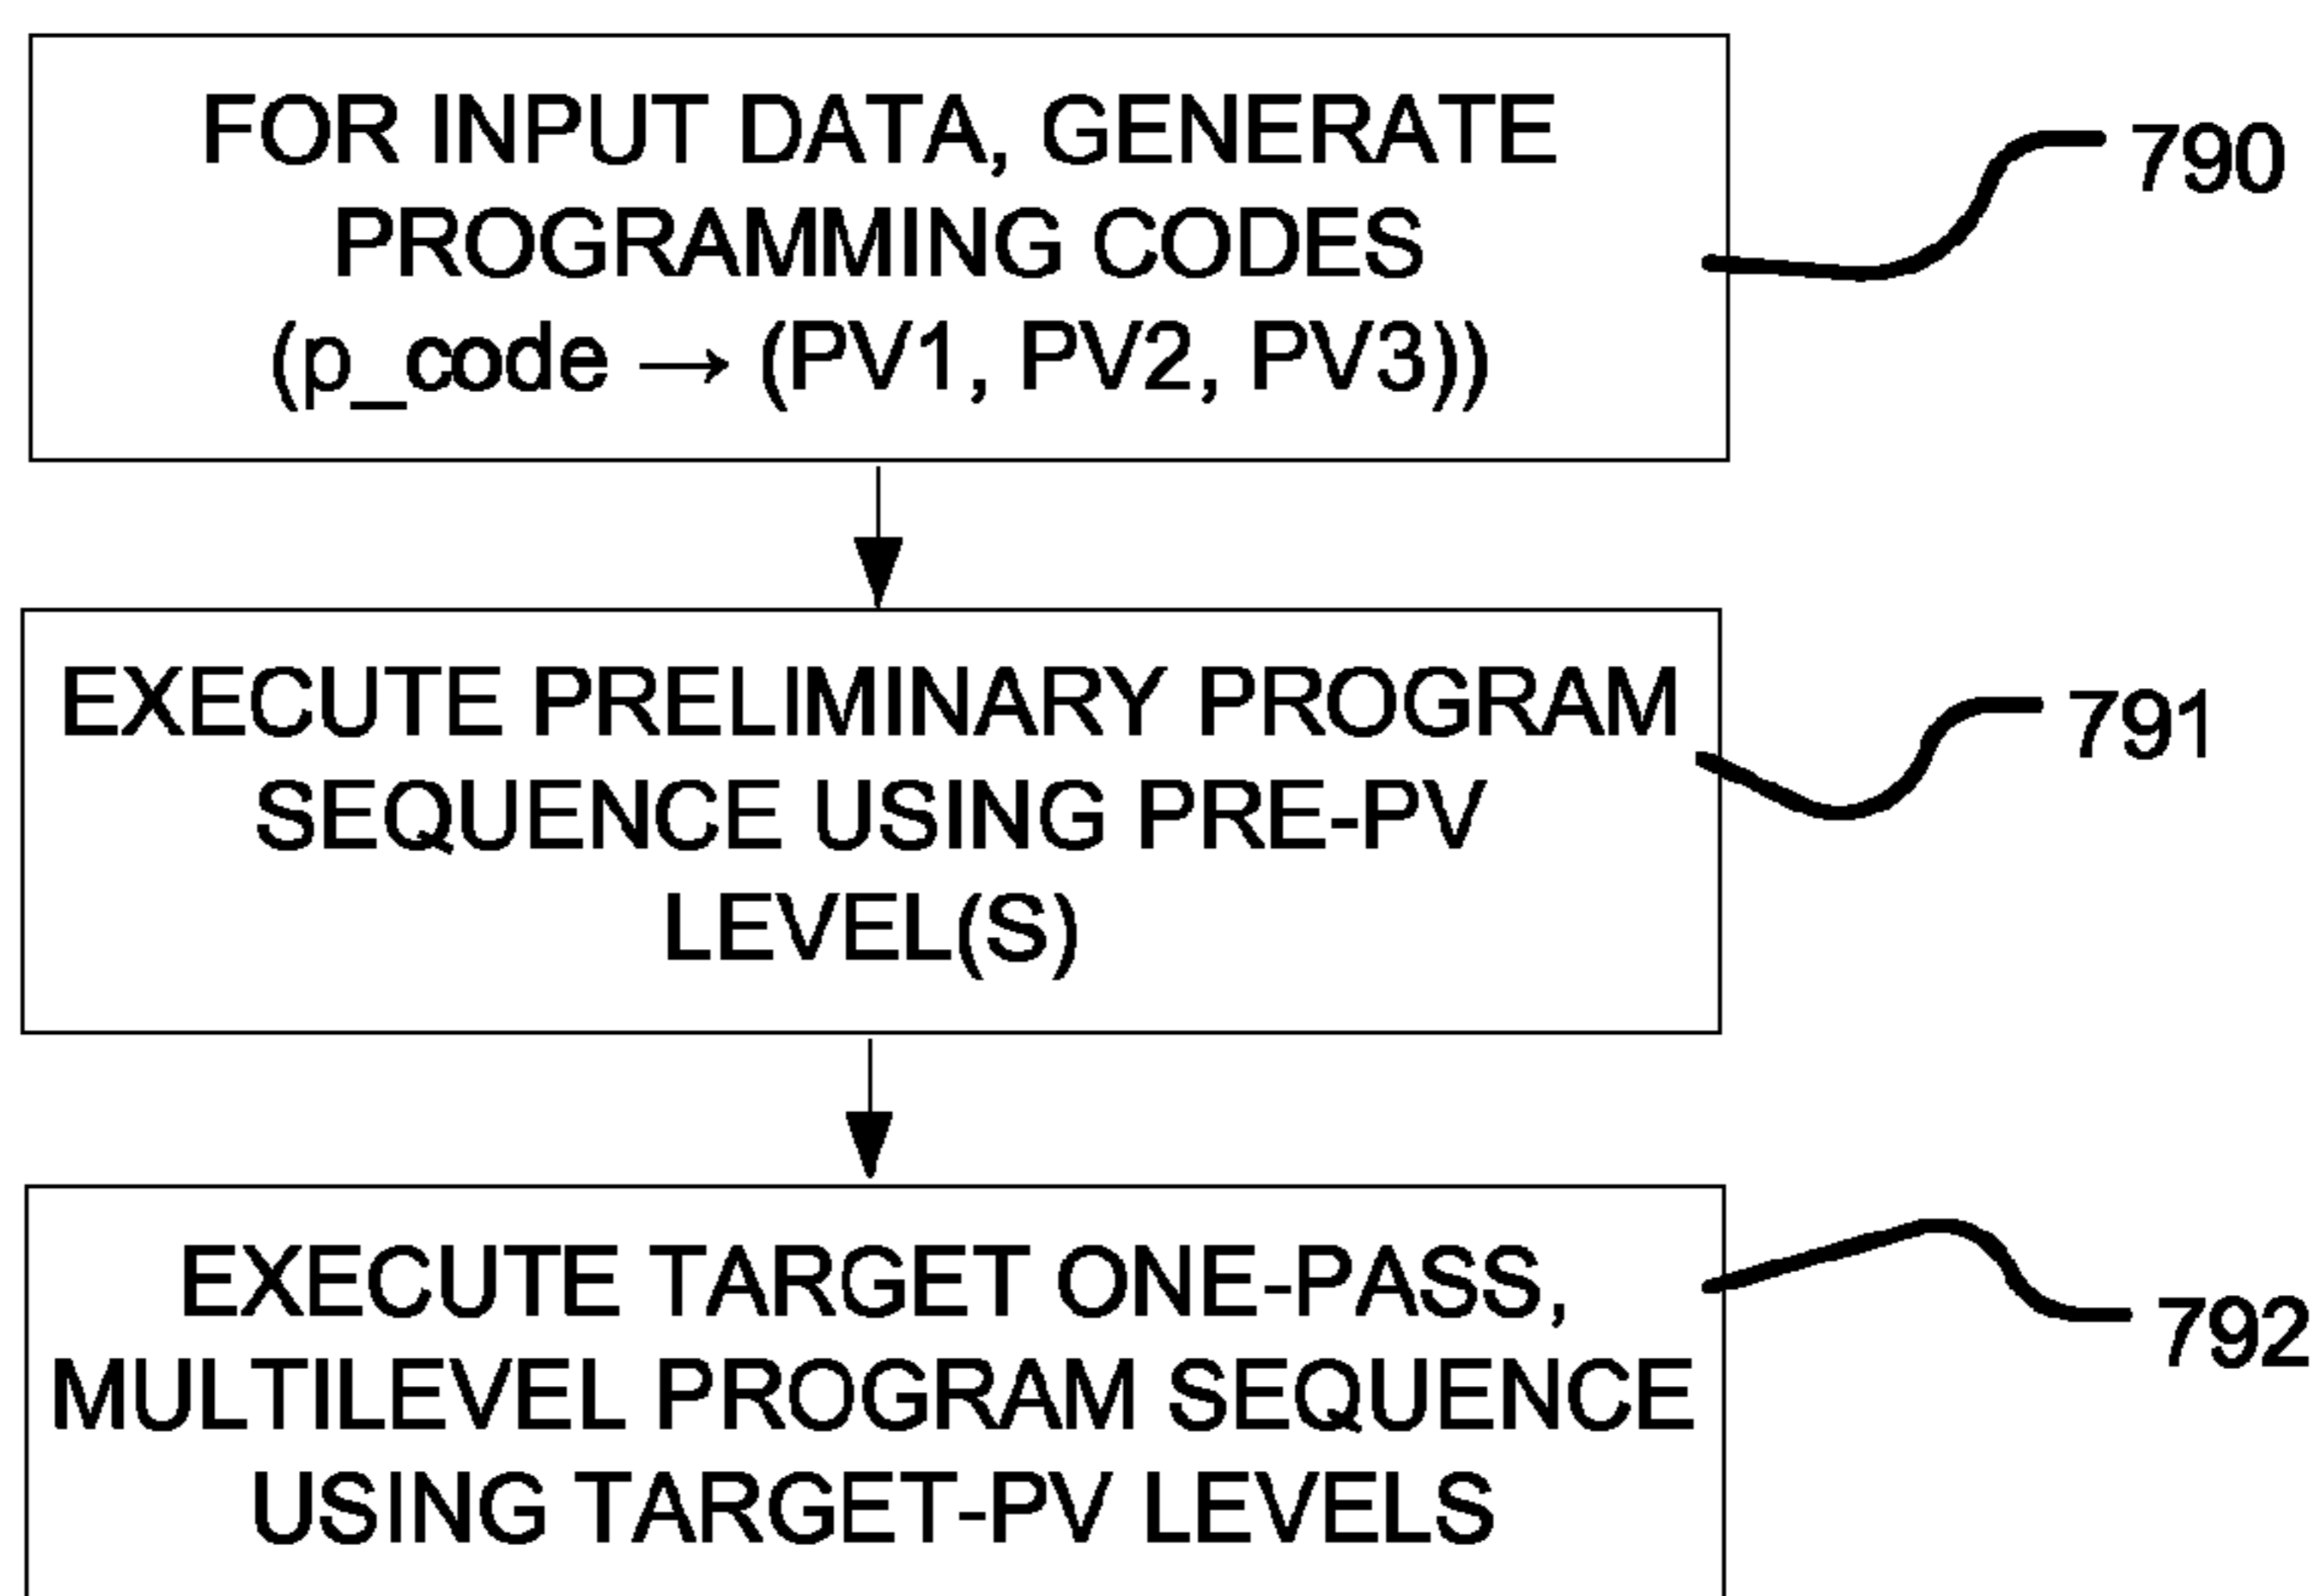 FOR INPUT DATA, GENERATE
PROGRAMMING CODES
(p_code → (PV1, PV2, PV3))
790
EXECUTE PRELIMINARY PROGRAM
SEQUENCE USING PRE-PV
LEVEL(S)
791
EXECUTE TARGET ONE-PASS,
MULTILEVEL PROGRAM SEQUENCE
USING TARGET-PV LEVELS
792